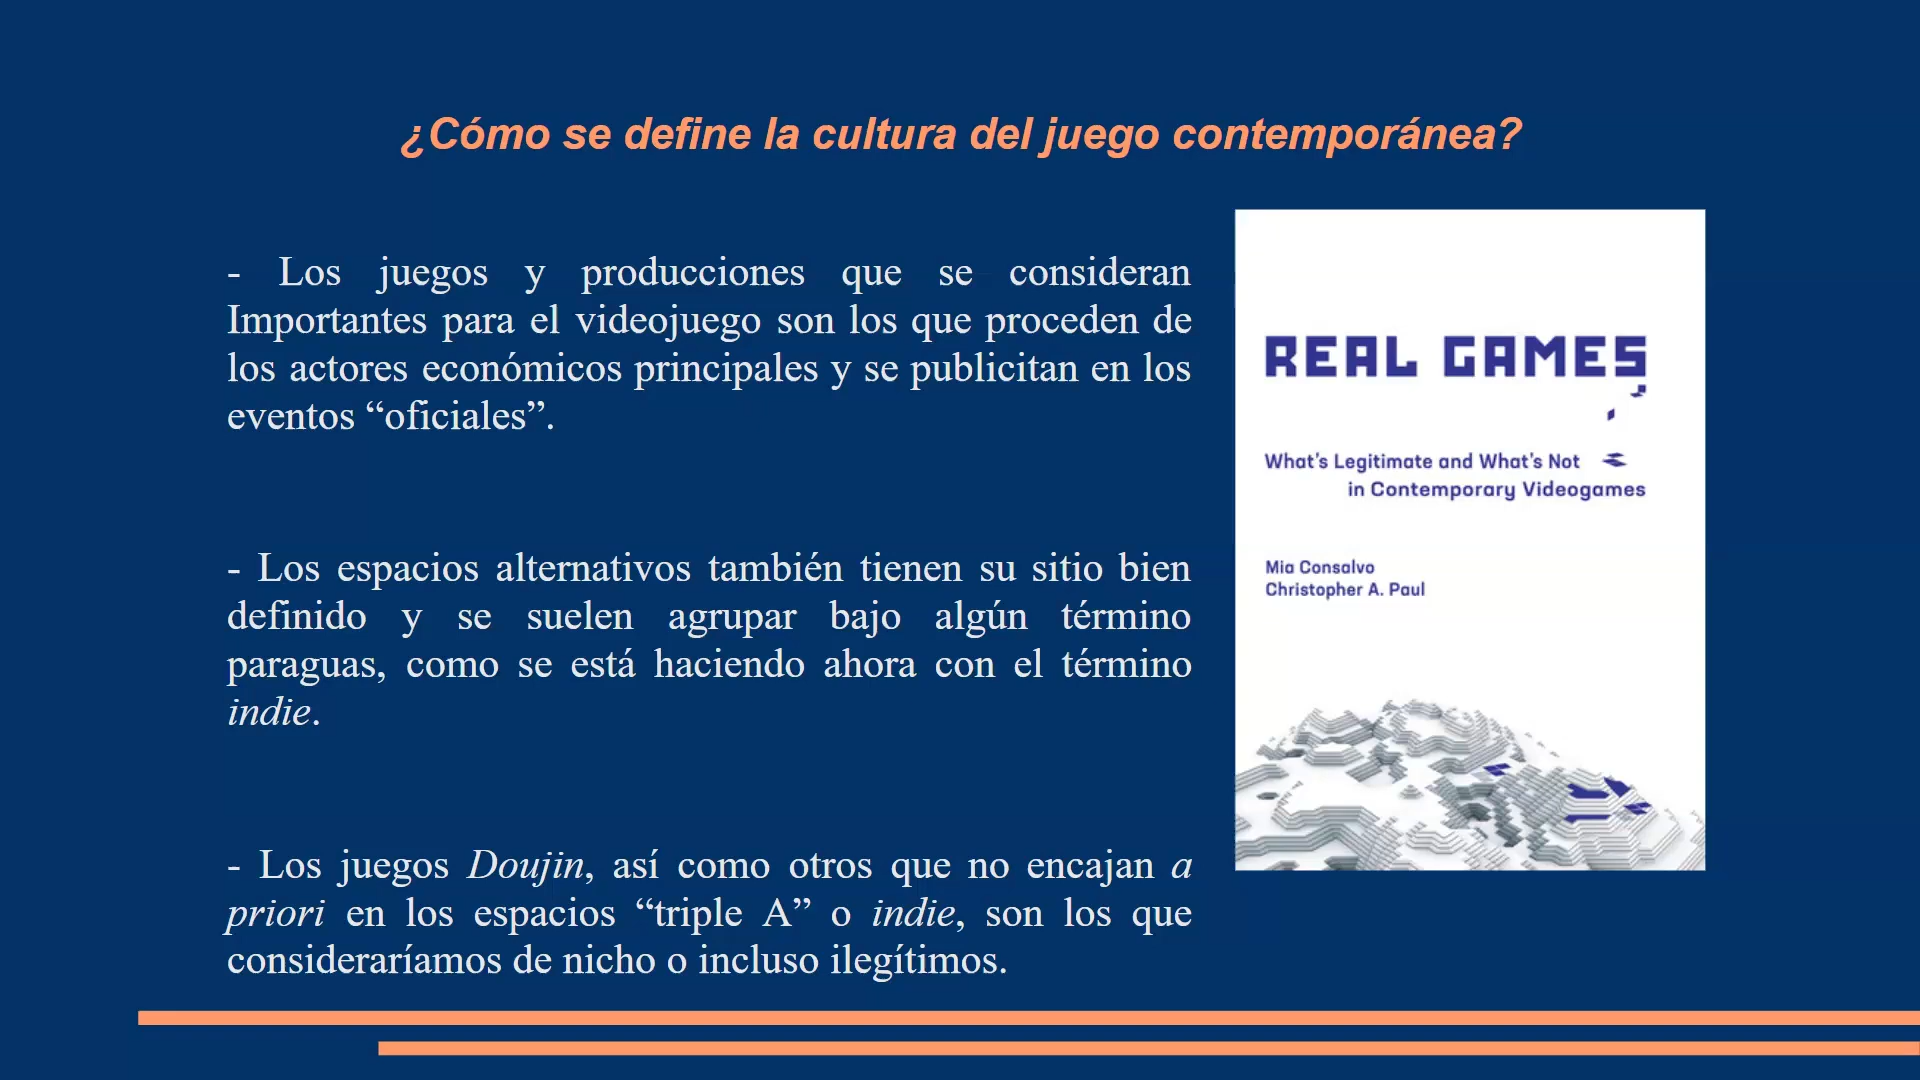 ¿Cómo se define la cultura del juego contemporánea?
- Los juegos y producciones que se consideran
Importantes para el videojuego son los que proceden de
los actores económicos principales y se publicitan en los
eventos “oficiales”.
- Los espacios alternativos también tienen su sitio bien
definido y se suelen agrupar bajo algún término
paraguas, como se está haciendo ahora con el término
indie.
- Los juegos Doujin, así como otros que no encajan a
priori en los espacios “triple A” o indie, son los que
consideraríamos de nicho o incluso ilegítimos.
REAL GAMES
What's Legitimate and What's Not
in Contemporary Videogames
Mia Consalvo
Christopher A. Paul